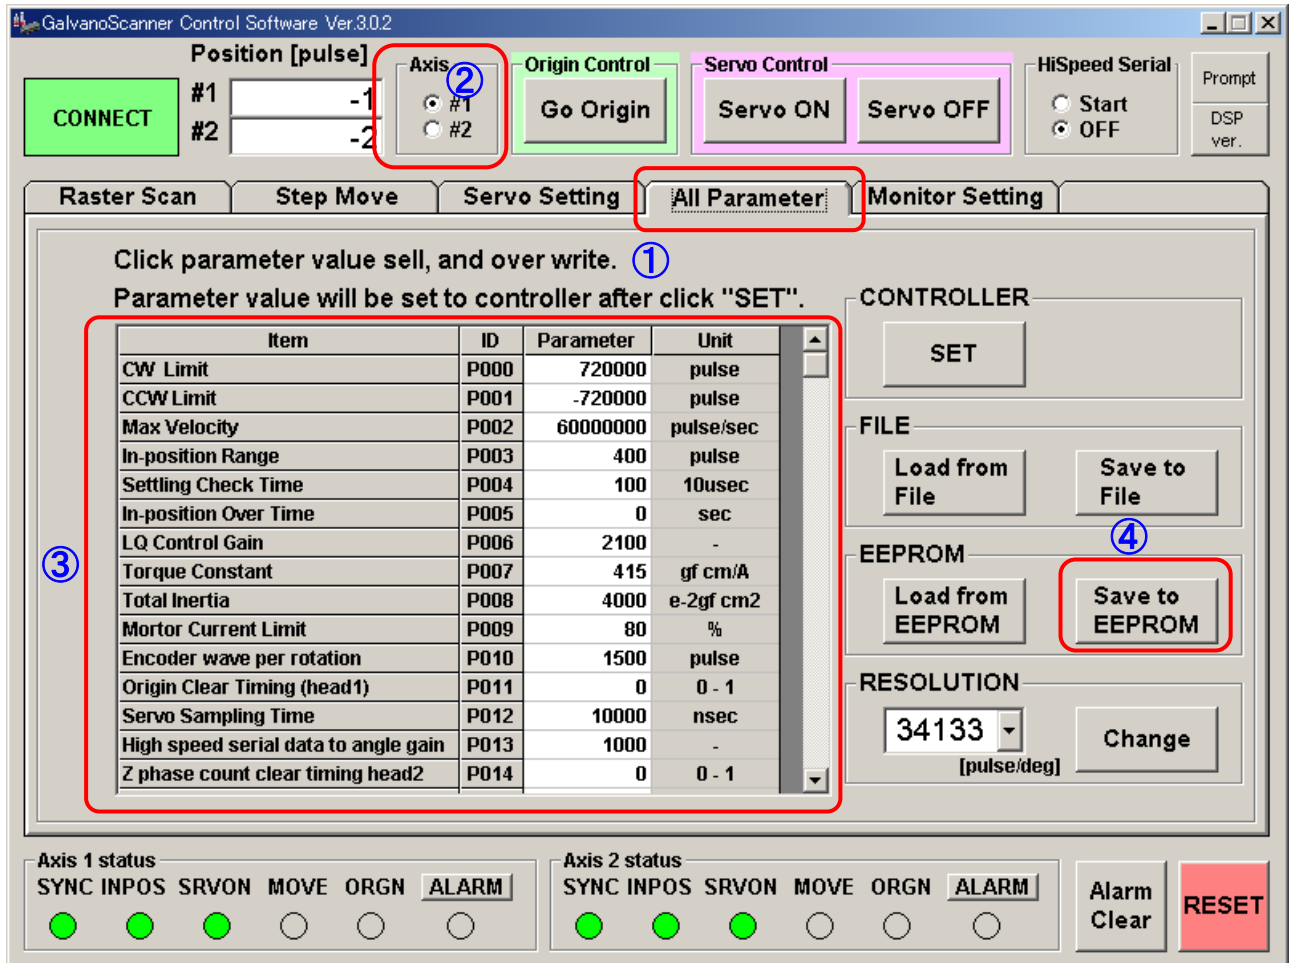 GalvanoScanner Control Software Ver.3.0.2
Position [pulse]
CONNECT
#1 -1
#2 -2
Axis
②
#1
#2
Origin Control
Go Origin
Servo Control
Servo ON Servo OFF
HiSpeed Serial
Start
OFF
Prompt
DSP
ver.
Raster Scan Step Move Servo Setting All Parameter Monitor Setting
Click parameter value sell, and over write. ①
Parameter value will be set to controller after click "SET".
③
Item ID Parameter Unit
CW Limit P000 720000 pulse
CCW Limit P001 -720000 pulse
Max Velocity P002 60000000 pulse/sec
In-position Range P003 400 pulse
Settling Check Time P004 100 10usec
In-position Over Time P005 0 sec
LQ Control Gain P006 2100 -
Torque Constant P007 415 gf cm/A
Total Inertia P008 4000 e-2gf cm2
Mortor Current Limit P009 80 %
Encoder wave per rotation P010 1500 pulse
Origin Clear Timing (head1) P011 0 0 - 1
Servo Sampling Time P012 10000 nsec
High speed serial data to angle gain P013 1000 -
Z phase count clear timing head2 P014 0 0 - 1
CONTROLLER
SET
FILE
Load from
File
Save to
File
④
EEPROM
Load from
EEPROM
Save to
EEPROM
RESOLUTION
34133
[pulse/deg]
Change
Axis 1 status
SYNC INPOS SRVON MOVE ORGN ALARM
Axis 2 status
SYNC INPOS SRVON MOVE ORGN ALARM
Alarm
Clear
RESET